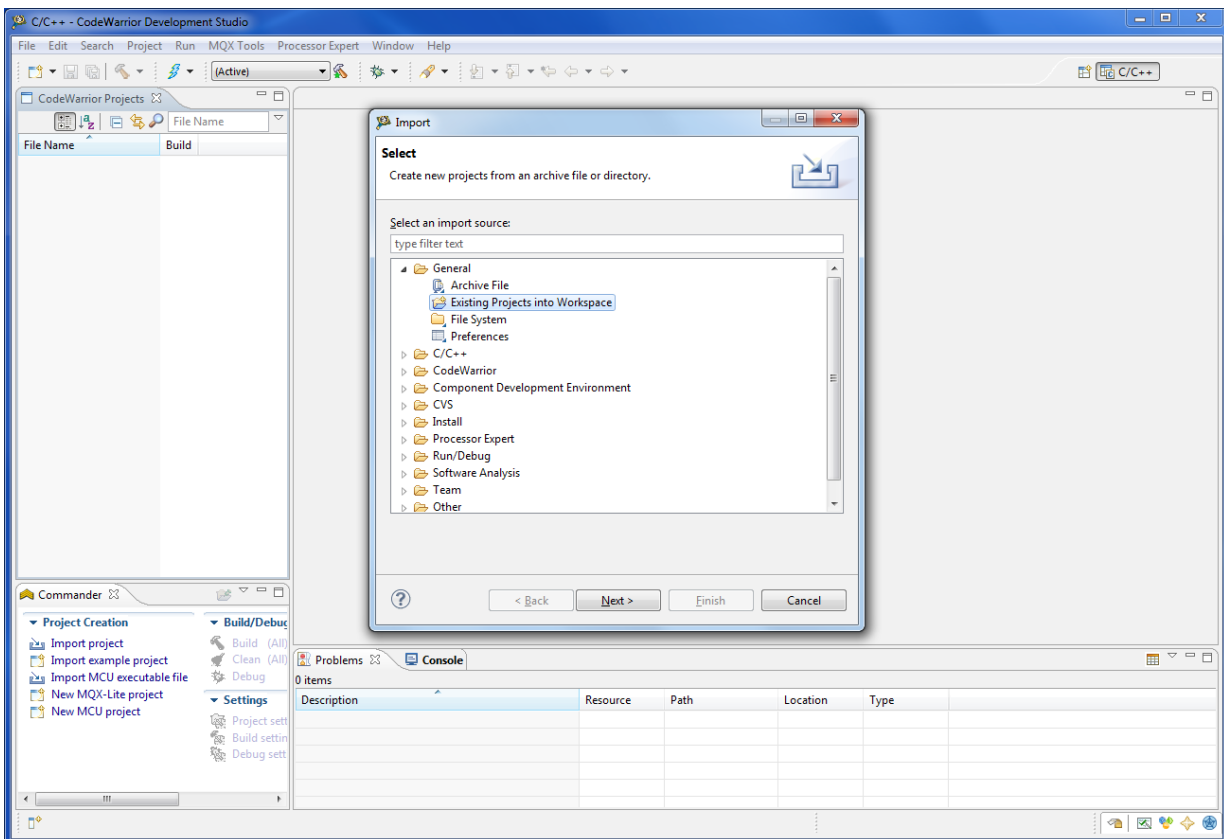 C/C++ - CodeWarrior Development Studio
File Edit Search Project Run MQX Tools Processor Expert Window Help
(Active)
C/C++
CodeWarrior Projects
File Name
File Name Build
Import
Select
Create new projects from an archive file or directory.
Select an import source:
type filter text
General
Archive File
Existing Projects into Workspace
File System
Preferences
C/C++
CodeWarrior
Component Development Environment
CVS
Install
Processor Expert
Run/Debug
Software Analysis
Team
Other
< Back Next > Finish Cancel
Commander
Project Creation
Import project
Import example project
Import MCU executable file
New MQX-Lite project
New MCU project
Build/Debug
Build (All)
Clean (All)
Debug
Settings
Project sett
Build settin
Debug sett
Problems Console
0 items
Description Resource Path Location Type